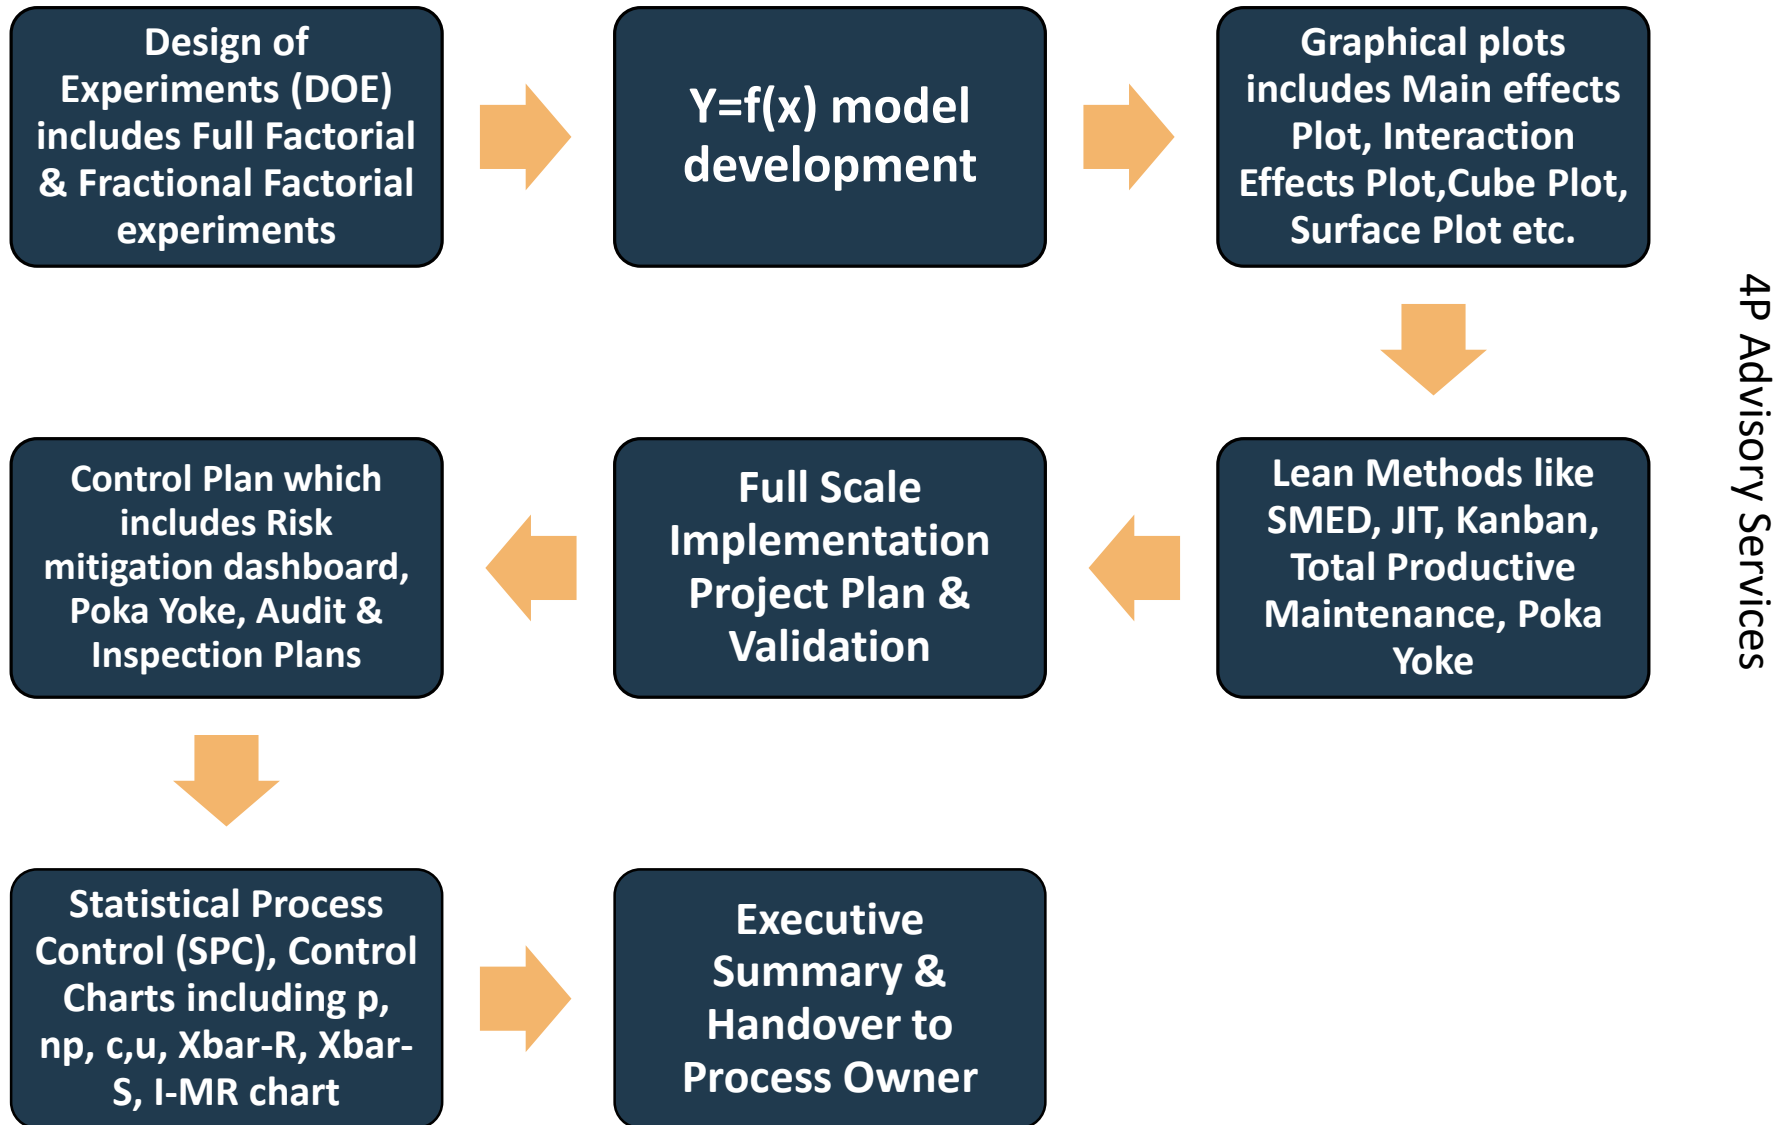 Design of
Experiments (DOE)
includes Full Factorial
& Fractional Factorial
experiments
Y=f(x) model
development
Graphical plots
includes Main effects
Plot, Interaction
Effects Plot,Cube Plot,
Surface Plot etc.
Lean Methods like
SMED, JIT, Kanban,
Total Productive
Maintenance, Poka
Yoke
Full Scale
Implementation
Project Plan &
Validation
Control Plan which
includes Risk
mitigation dashboard,
Poka Yoke, Audit &
Inspection Plans
Statistical Process
Control (SPC), Control
Charts including p,
np, c,u, Xbar-R, Xbar-
S, I-MR chart
Executive
Summary &
Handover to
Process Owner
4P Advisory Services